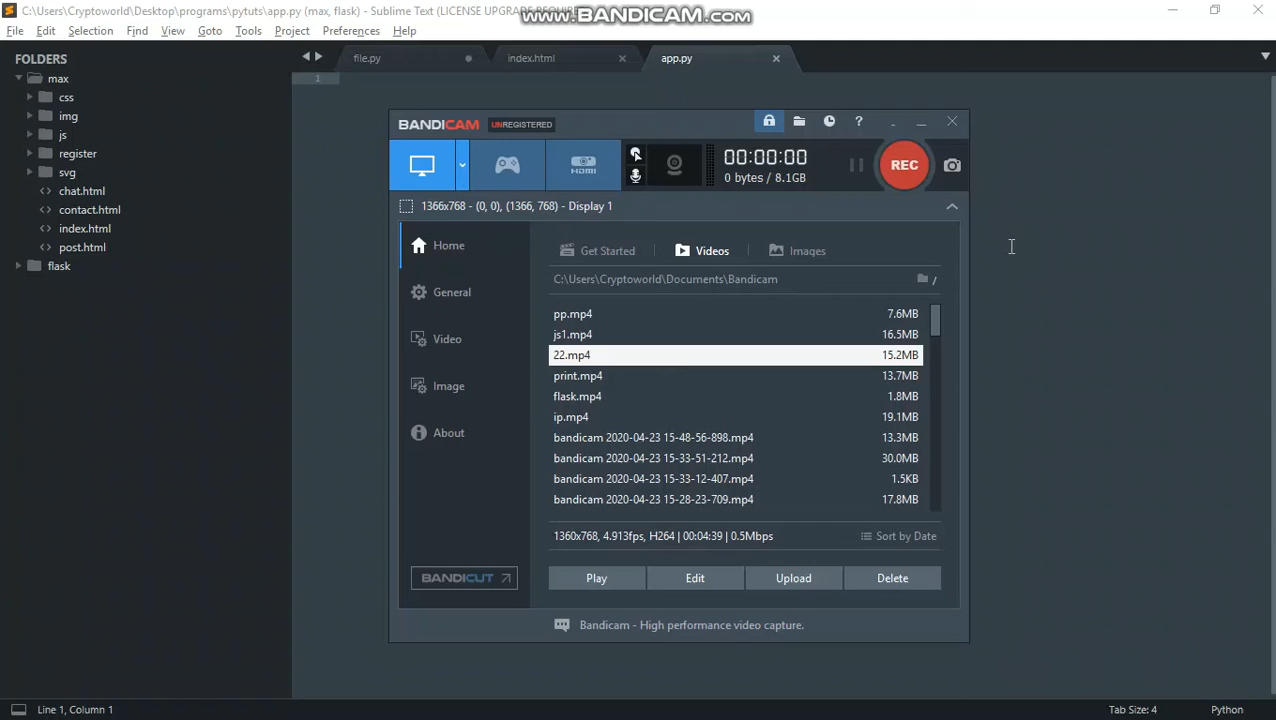 C:\Users\Cryptoworld\Desktop\programs\pytuts\app.py (max, flask) - Sublime Text (LICENSE UPGRADE REQUIRED)
www.BANDICAM.com
File Edit Selection Find View Goto Tools Project Preferences Help
FOLDERS
max
css
img
js
register
svg
chat.html
contact.html
index.html
post.html
flask
file.py index.html app.py
1
BANDICAM UNREGISTERED
HDMI
00:00:00
0 bytes / 8.1GB
REC
1366x768 - (0, 0), (1366, 768) - Display 1
Home
General
Video
Image
About
BANDICUT
Get Started Videos Images
C:\Users\Cryptoworld\Documents\Bandicam /
pp.mp4 7.6MB
js1.mp4 16.5MB
22.mp4 15.2MB
print.mp4 13.7MB
flask.mp4 1.8MB
ip.mp4 19.1MB
bandicam 2020-04-23 15-48-56-898.mp4 13.3MB
bandicam 2020-04-23 15-33-51-212.mp4 30.0MB
bandicam 2020-04-23 15-33-12-407.mp4 1.5KB
bandicam 2020-04-23 15-28-23-709.mp4 17.8MB
1360x768, 4.913fps, H264 | 00:04:39 | 0.5Mbps Sort by Date
Play Edit Upload Delete
Bandicam - High performance video capture.
Line 1, Column 1 Tab Size: 4 Python